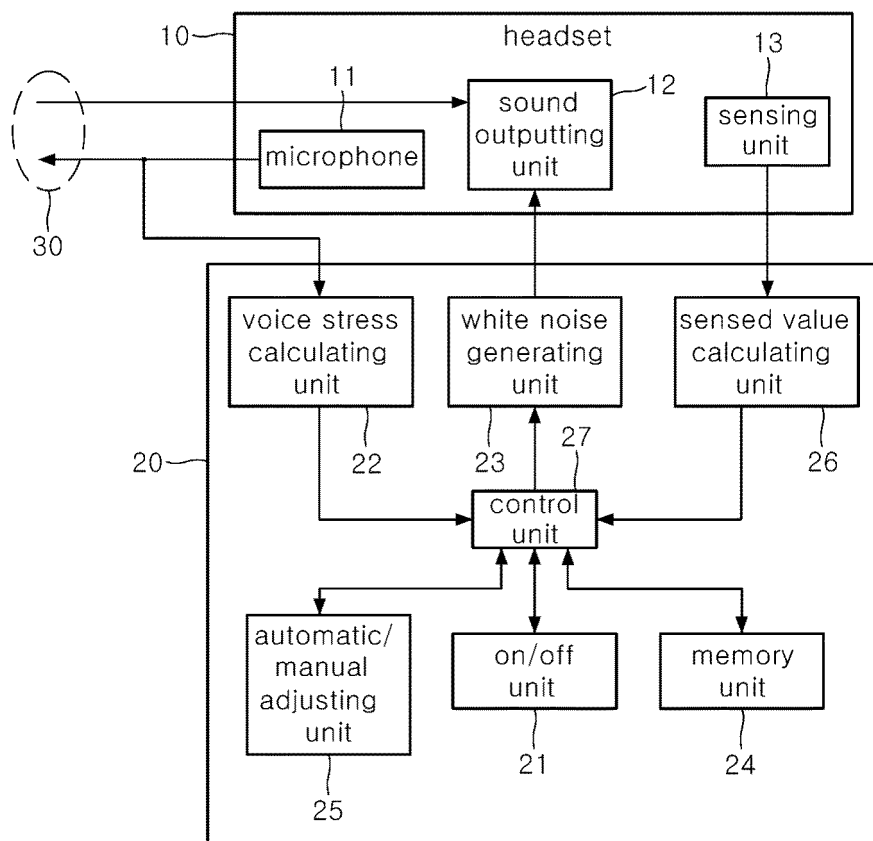 10
headset
11
13
sound
outputting
unit
12
sensing
unit
microphone
30
voice stress
calculating
unit
white noise
generating
unit
sensed value
calculating
unit
22
23
27
26
20
control
unit
automatic/
manual
adjusting
unit
on/off
unit
memory
unit
25
21
24